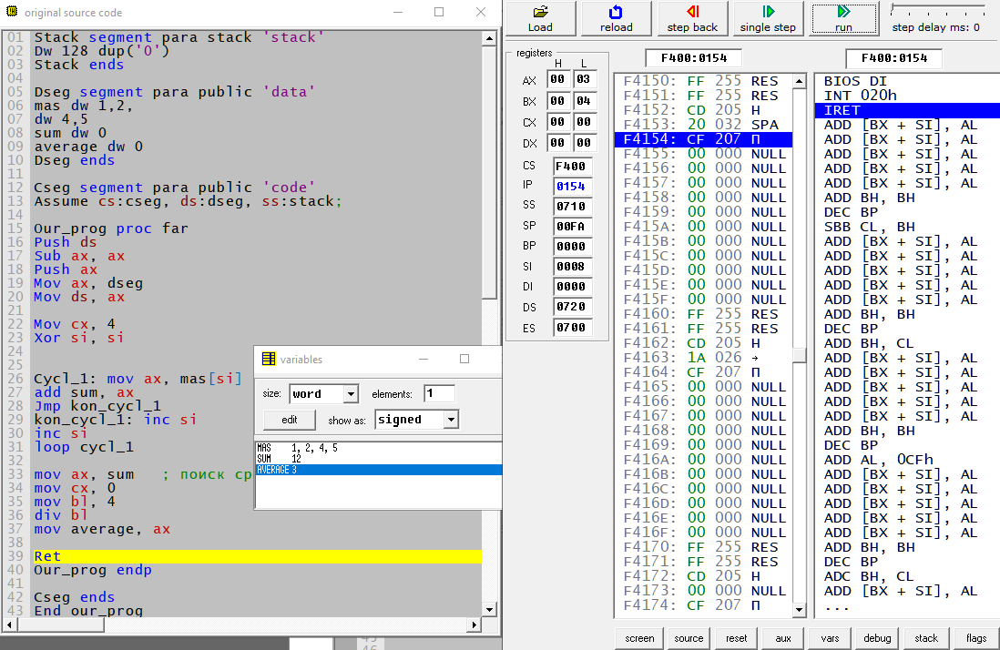 original source code
01 Stack segment para stack 'stack'
02 Dw 128 dup('0')
03 Stack ends
04
05 Dseg segment para public 'data'
06 mas dw 1,2,
07 dw 4,5
08 sum dw 0
09 average dw 0
10 Dseg ends
11
12 Cseg segment para public 'code'
13 Assume cs:cseg, ds:dseg, ss:stack;
14
15 Our_prog proc far
16 Push ds
17 Sub ax, ax
18 Push ax
19 Mov ax, dseg
20 Mov ds, ax
21
22 Mov cx, 4
23 Xor si, si
24
25
26 Cycl_1: mov ax, mas[si]
27 add sum, ax
28 Jmp kon_cycl_1
29 kon_cycl_1: inc si
30 inc si
31 loop cycl_1
32
33 mov ax, sum ; поиск ср
34 mov cx, 0
35 mov bl, 4
36 div bl
37 mov average, ax
38
39 Ret
40 Our_prog endp
41
42 Cseg ends
43 End our_prog
45
46
variables
size: word elements: 1
edit show as: signed
MAS 1, 2, 4, 5
SUM 12
AVERAGE 3
Load reload step back single step run step delay ms: 0
registers
H L
AX 00 03
BX 00 04
CX 00 00
DX 00 00
CS F400
IP 0154
SS 0710
SP 00FA
BP 0000
SI 0008
DI 0000
DS 0720
ES 0700
F400:0154
F4150: FF 255 RES
F4151: FF 255 RES
F4152: CD 205 Н
F4153: 20 032 SPA
F4154: CF 207 П
F4155: 00 000 NULL
F4156: 00 000 NULL
F4157: 00 000 NULL
F4158: 00 000 NULL
F4159: 00 000 NULL
F415A: 00 000 NULL
F415B: 00 000 NULL
F415C: 00 000 NULL
F415D: 00 000 NULL
F415E: 00 000 NULL
F415F: 00 000 NULL
F4160: FF 255 RES
F4161: FF 255 RES
F4162: CD 205 Н
F4163: 1A 026 →
F4164: CF 207 П
F4165: 00 000 NULL
F4166: 00 000 NULL
F4167: 00 000 NULL
F4168: 00 000 NULL
F4169: 00 000 NULL
F416A: 00 000 NULL
F416B: 00 000 NULL
F416C: 00 000 NULL
F416D: 00 000 NULL
F416E: 00 000 NULL
F416F: 00 000 NULL
F4170: FF 255 RES
F4171: FF 255 RES
F4172: CD 205 Н
F4173: 00 000 NULL
F4174: CF 207 П
F400:0154
BIOS DI
INT 020h
IRET
ADD [BX + SI], AL
ADD [BX + SI], AL
ADD [BX + SI], AL
ADD [BX + SI], AL
ADD [BX + SI], AL
ADD BH, BH
DEC BP
SBB CL, BH
ADD [BX + SI], AL
ADD [BX + SI], AL
ADD [BX + SI], AL
ADD [BX + SI], AL
ADD [BX + SI], AL
ADD BH, BH
DEC BP
ADD BH, CL
ADD [BX + SI], AL
ADD [BX + SI], AL
ADD [BX + SI], AL
ADD [BX + SI], AL
ADD [BX + SI], AL
ADD BH, BH
DEC BP
ADD AL, 0CFh
ADD [BX + SI], AL
ADD [BX + SI], AL
ADD [BX + SI], AL
ADD [BX + SI], AL
ADD [BX + SI], AL
ADD BH, BH
DEC BP
ADC BH, CL
ADD [BX + SI], AL
...
screen source reset aux vars debug stack flags